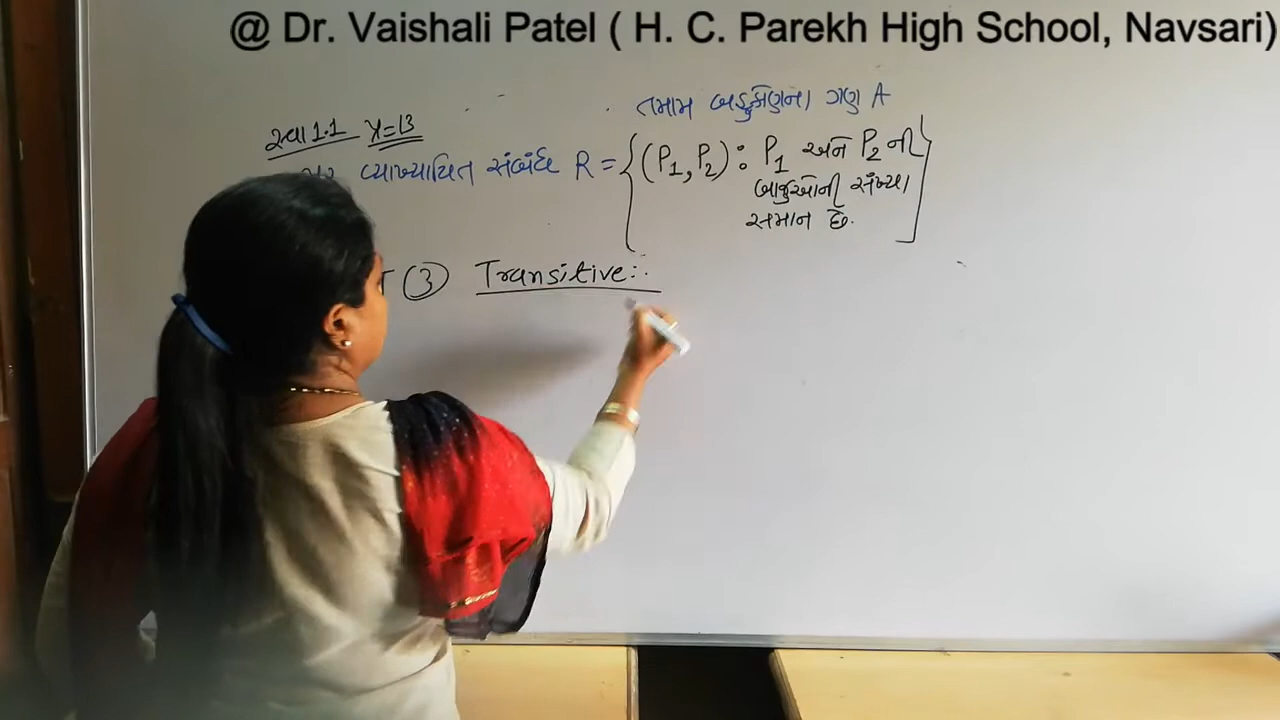 @ Dr. Vaishali Patel ( H. C. Parekh High School, Navsari)
તમામ બહુકોણના ગણ A
સ્વા 1.1 x=13
પર વ્યાખ્યાયિત સંબંધ R = {(P1, P2) : P1 અને P2 ની
બાજુઓની સંખ્યા
સમાન છે.}
③ Transitive:.